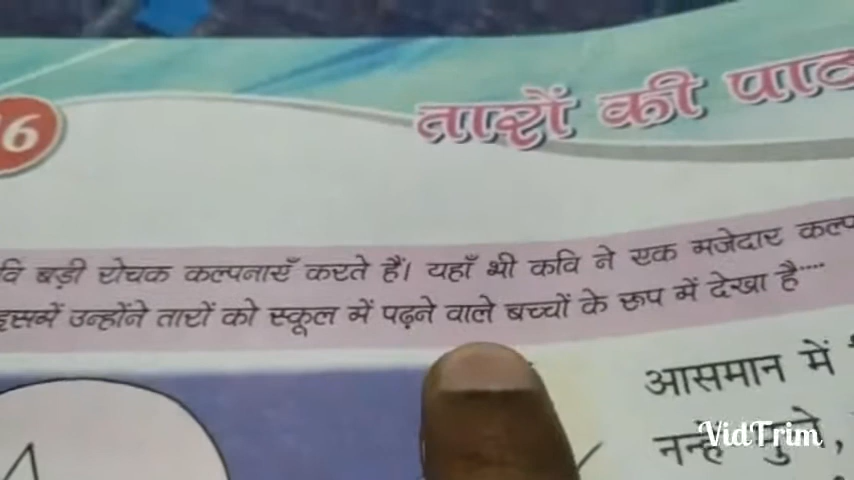 6
तारों की पाठ
वि बड़ी रोचक कल्पनाएँ करते हैं। यहाँ भी कवि ने एक मजेदार कल्प
इसमें उन्होंने तारों को स्कूल में पढ़ने वाले बच्चों के रूप में देखा है....
आसमान में
नन्हें
VidTrim